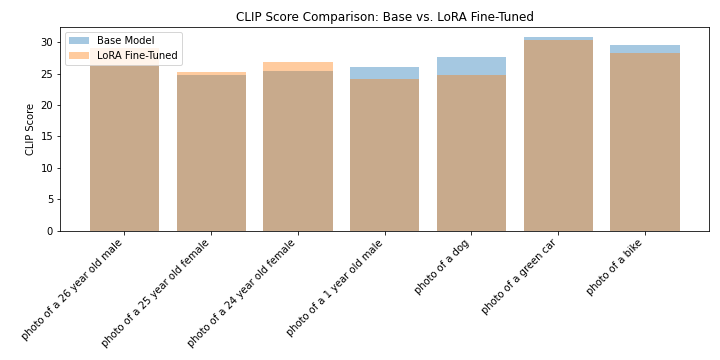 CLIP Score Comparison: Base vs. LoRA Fine-Tuned
Base Model
LoRA Fine-Tuned
CLIP Score
30
25
20
15
10
5
0
photo of a 26 year old male
photo of a 25 year old female
photo of a 24 year old female
photo of a 1 year old male
photo of a dog
photo of a green car
photo of a bike